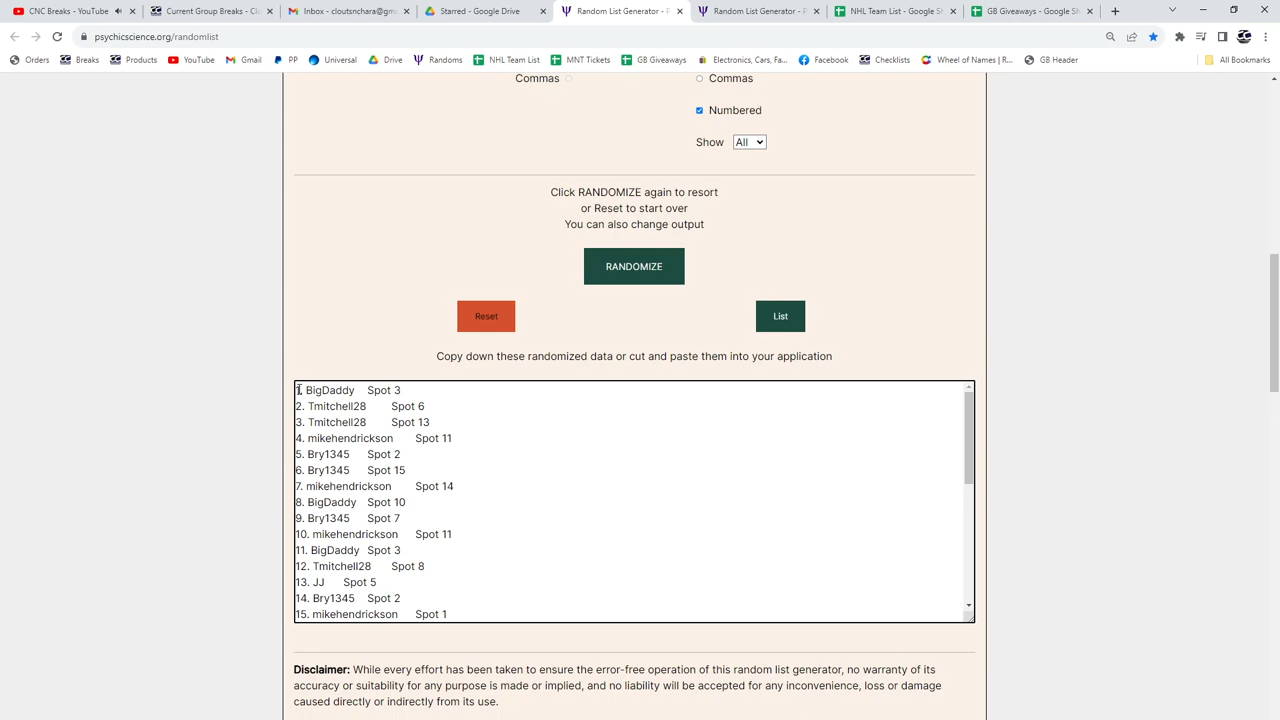 CNC Breaks - YouTube
Current Group Breaks - Cl
Inbox - cloutsnchara@gm
Starred - Google Drive
Random List Generator - P
Random List Generator - P
NHL Team List - Google Sh
GB Giveaways - Google Sh
psychicscience.org/randomlist
Orders
Breaks
Products
YouTube
Gmail
PP
Universal
Drive
Randoms
NHL Team List
MNT Tickets
GB Giveaways
Electronics, Cars, Fa...
Facebook
Checklists
Wheel of Names | R...
GB Header
All Bookmarks
Commas
Commas
Numbered
Show All
Click RANDOMIZE again to resort
or Reset to start over
You can also change output
RANDOMIZE
Reset
List
Copy down these randomized data or cut and paste them into your application
1. BigDaddy Spot 3
2. Tmitchell28 Spot 6
3. Tmitchell28 Spot 13
4. mikehendrickson Spot 11
5. Bry1345 Spot 2
6. Bry1345 Spot 15
7. mikehendrickson Spot 14
8. BigDaddy Spot 10
9. Bry1345 Spot 7
10. mikehendrickson Spot 11
11. BigDaddy Spot 3
12. Tmitchell28 Spot 8
13. JJ Spot 5
14. Bry1345 Spot 2
15. mikehendrickson Spot 1
Disclaimer: While every effort has been taken to ensure the error-free operation of this random list generator, no warranty of its
accuracy or suitability for any purpose is made or implied, and no liability will be accepted for any inconvenience, loss or damage
caused directly or indirectly from its use.